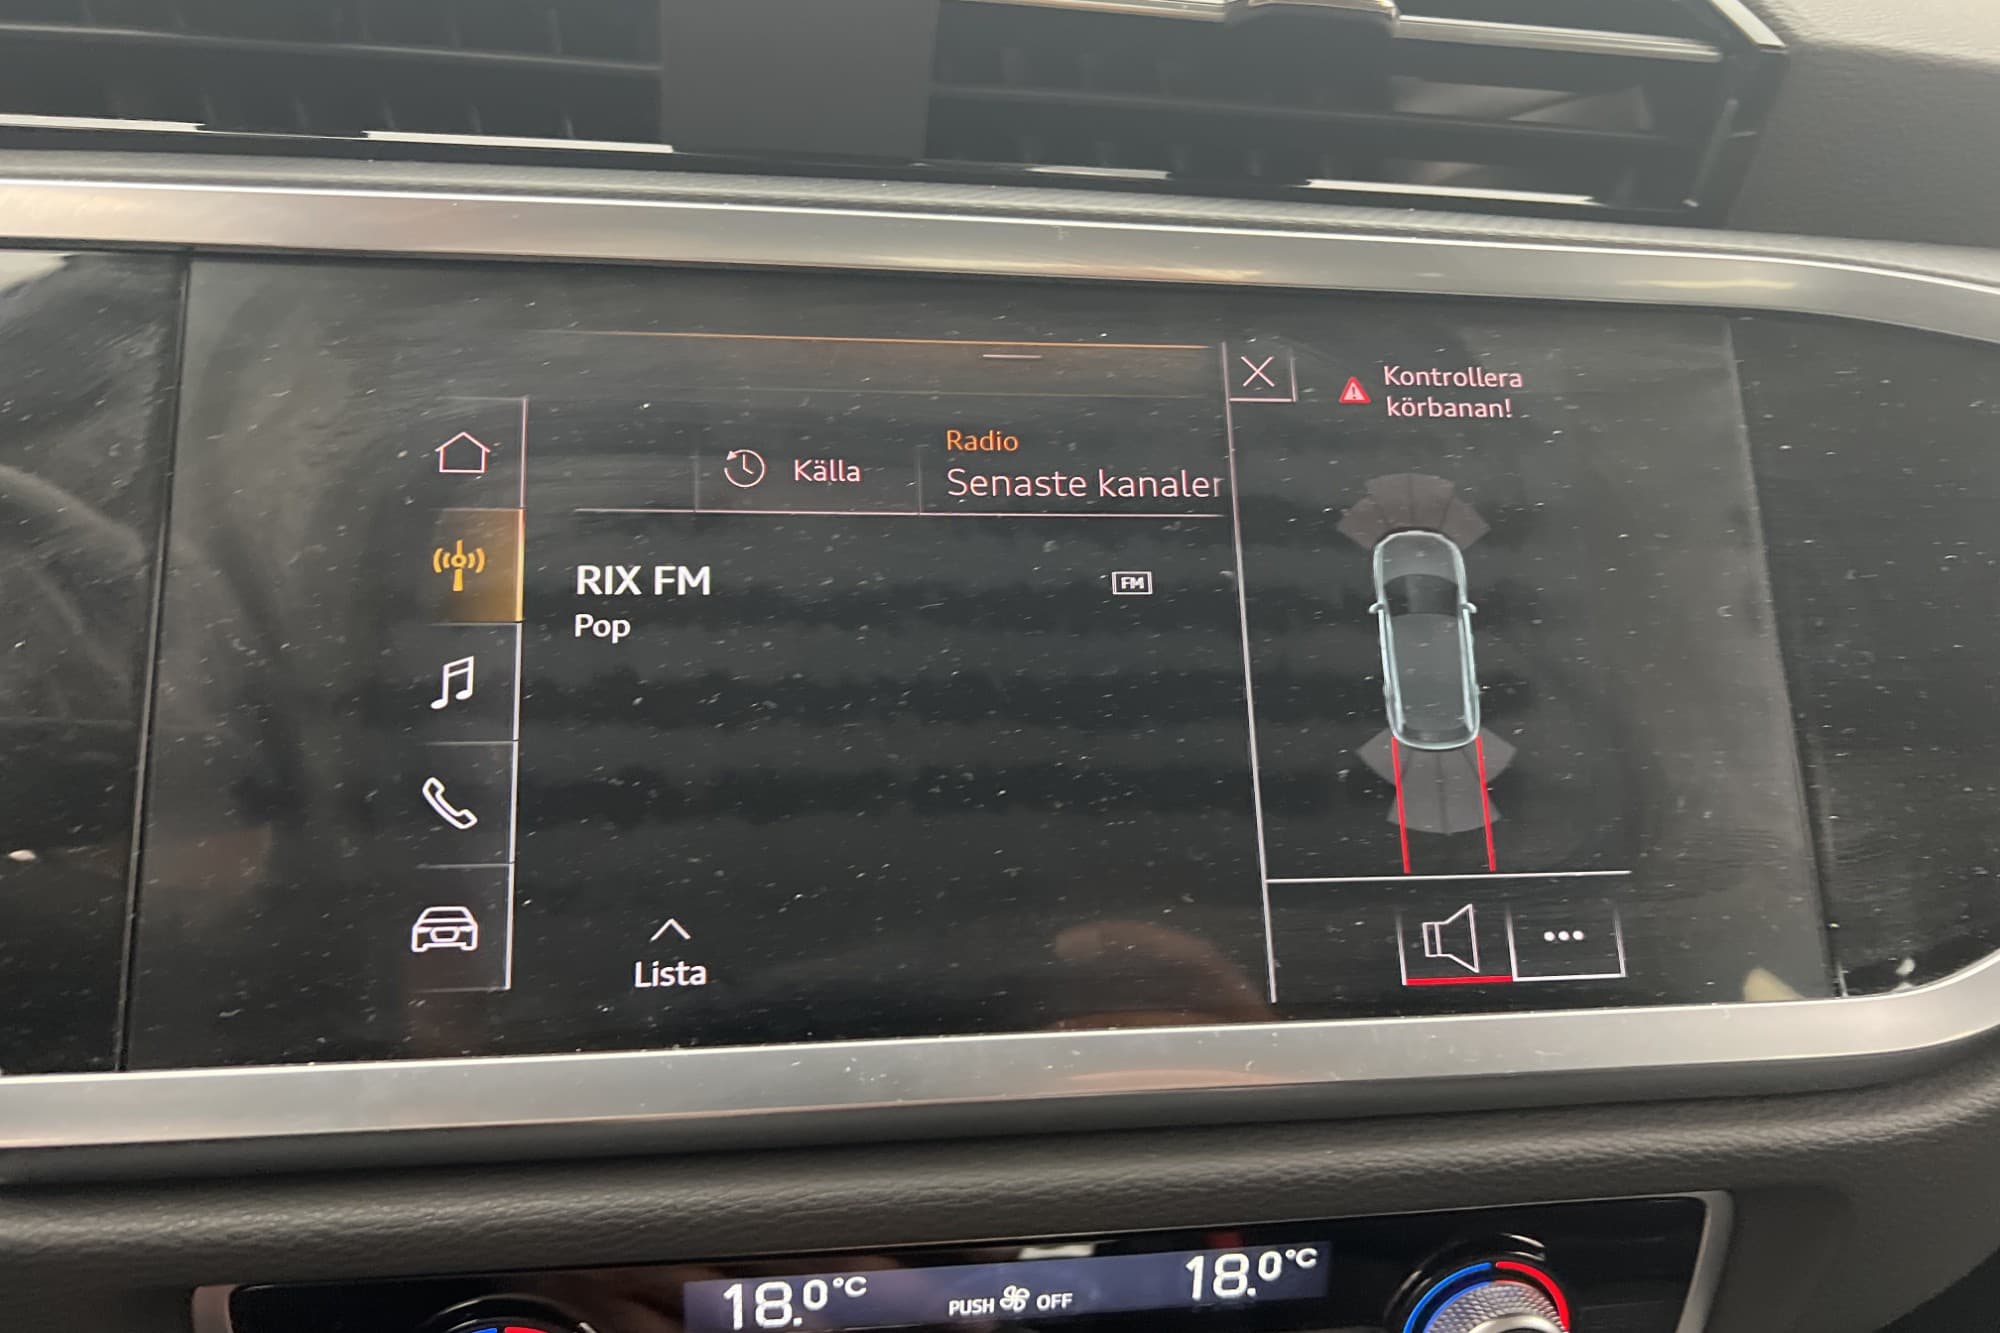 Kontrollera
körbanan!
Radio
Källa
Senaste kanaler
RIX FM
FM
Pop
Lista
18.0°C
PUSH OFF
18.0°C